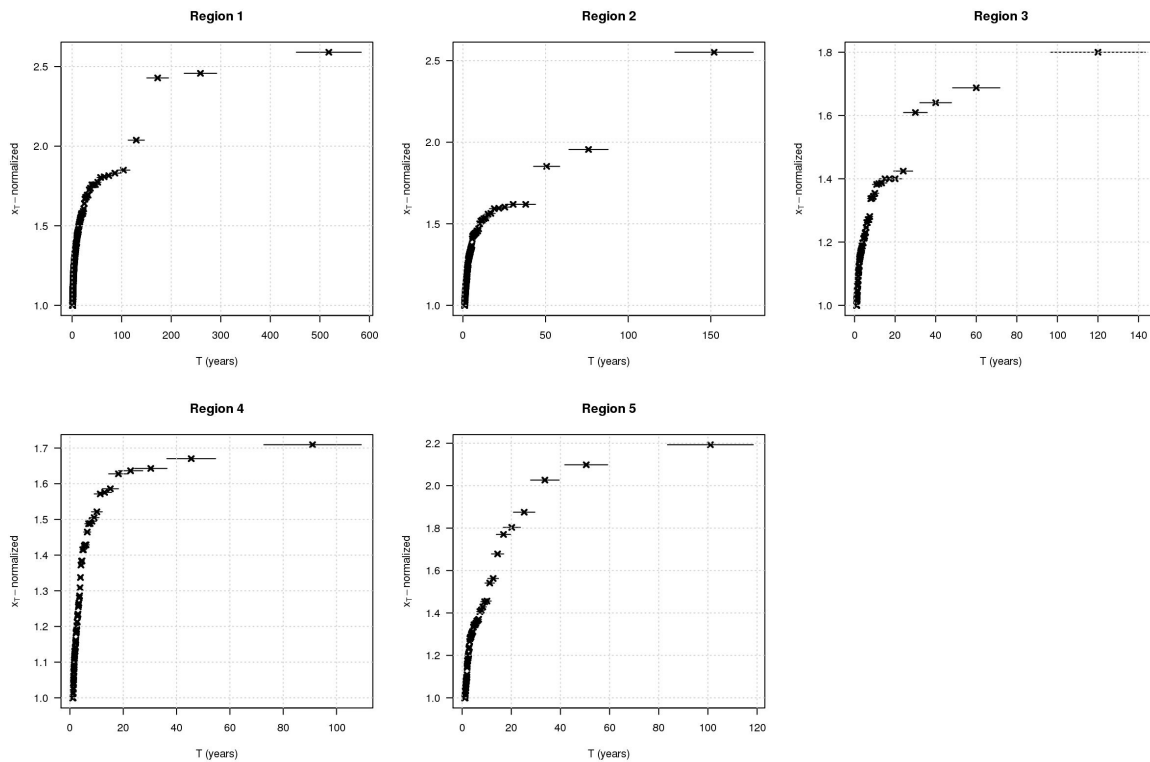 Region 1
2.5
2.0
1.5
1.0
x_T – normalized
0 100 200 300 400 500 600
T (years)
Region 2
2.5
2.0
1.5
1.0
x_T – normalized
0 50 100 150
T (years)
Region 3
1.8
1.6
1.4
1.2
1.0
x_T – normalized
0 20 40 60 80 100 120 140
T (years)
Region 4
1.7
1.6
1.5
1.4
1.3
1.2
1.1
1.0
x_T – normalized
0 20 40 60 80 100
T (years)
Region 5
2.2
2.0
1.8
1.6
1.4
1.2
1.0
x_T – normalized
0 20 40 60 80 100 120
T (years)